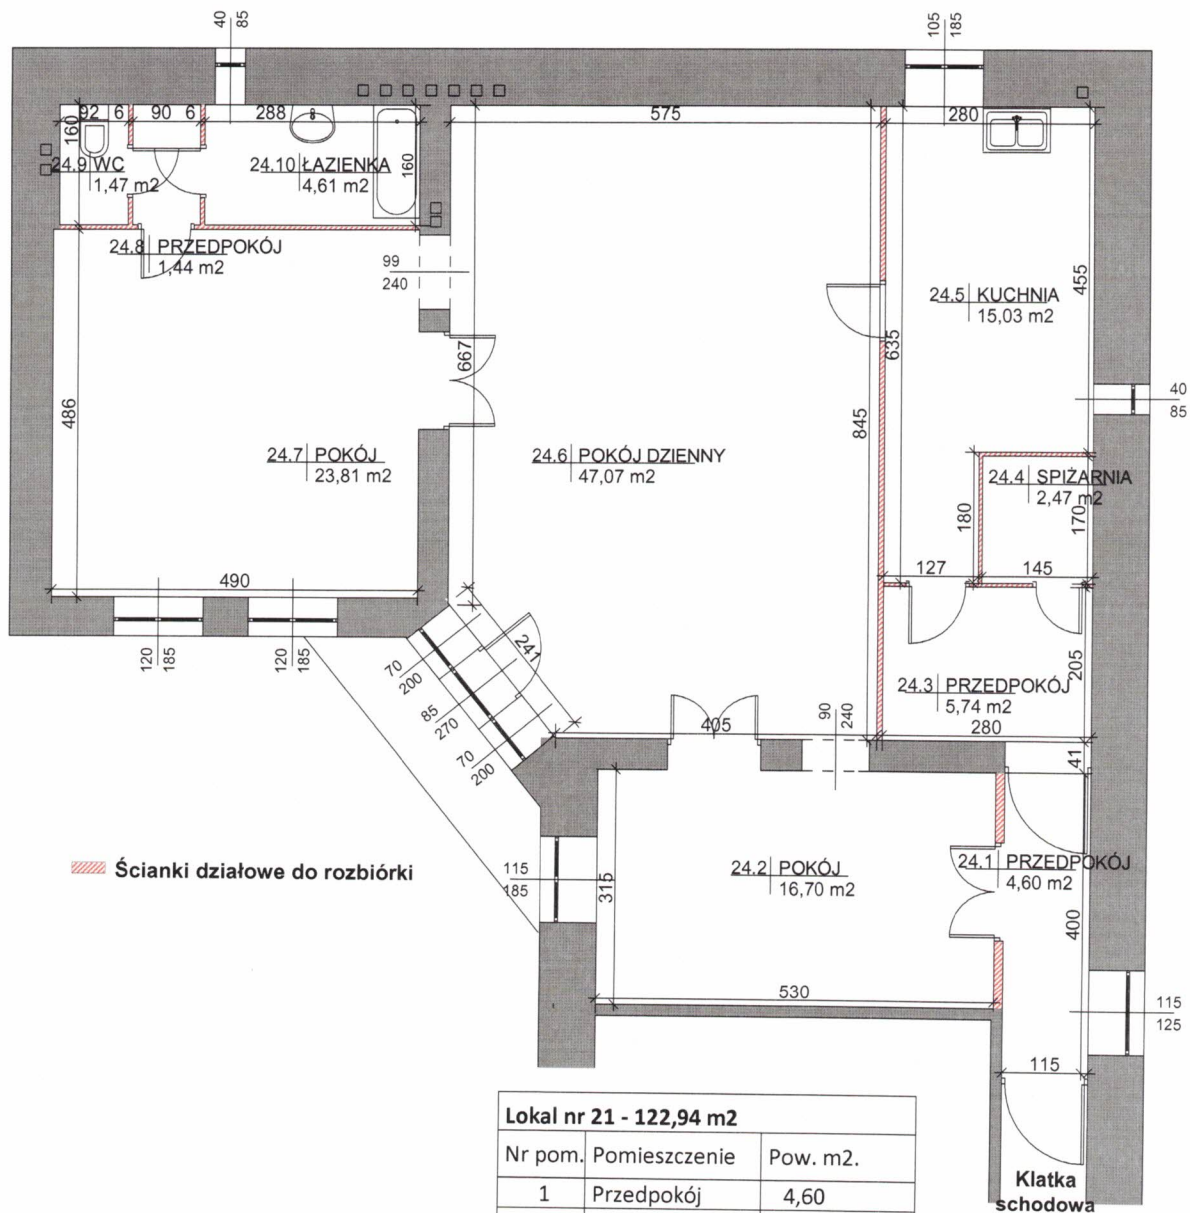 40
85
105
185
92 6 90 6 288
575
280
160
160
24.9 WC
1,47 m2
24.10 ŁAZIENKA
4,61 m2
24.8 PRZEDPOKÓJ
1,44 m2
99
240
24.5 KUCHNIA
15,03 m2
455
635
667
845
486
40
85
24.7 POKÓJ
23,81 m2
24.6 POKÓJ DZIENNY
47,07 m2
24.4 SPIŻARNIA
2,47 m2
180
170
127
145
490
120
185
120
185
241
70
200
85
270
70
200
405
90
240
24.3 PRZEDPOKÓJ
5,74 m2
205
280
41
Ścianki działowe do rozbiórki
115
185
315
24.2 POKÓJ
16,70 m2
24.1 PRZEDPOKÓJ
4,60 m2
400
530
115
125
115
Lokal nr 21 - 122,94 m2
Nr pom. Pomieszczenie Pow. m2.
1 Przedpokój 4,60
Klatka
schodowa